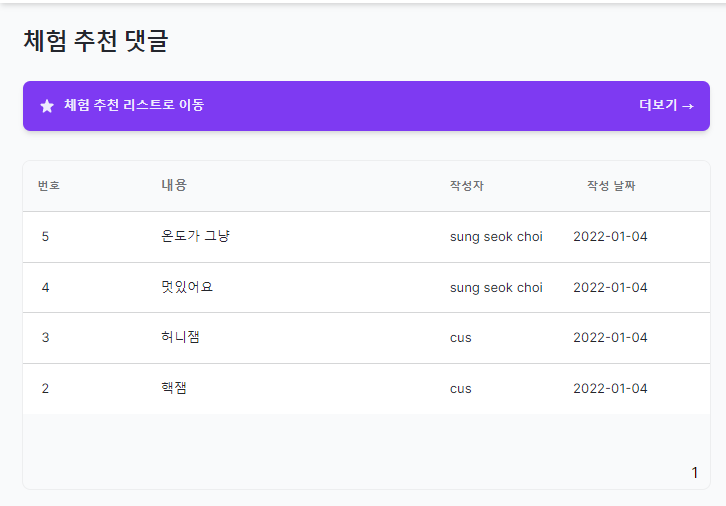 체험 추천 댓글
★ 체험 추천 리스트로 이동 더보기 →
번호 내용 작성자 작성 날짜
5 온도가 그냥 sung seok choi 2022-01-04
4 멋있어요 sung seok choi 2022-01-04
3 허니잼 cus 2022-01-04
2 핵잼 cus 2022-01-04
1